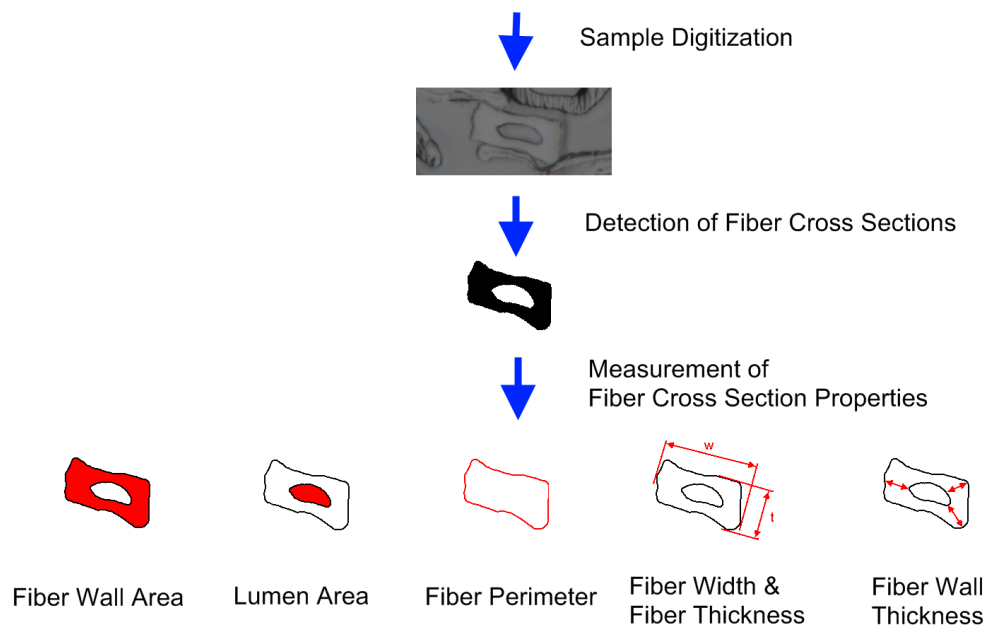 Sample Digitization
Detection of Fiber Cross Sections
Measurement of
Fiber Cross Section Properties
w
t
Fiber Wall Area
Lumen Area
Fiber Perimeter
Fiber Width &
Fiber Thickness
Fiber Wall
Thickness